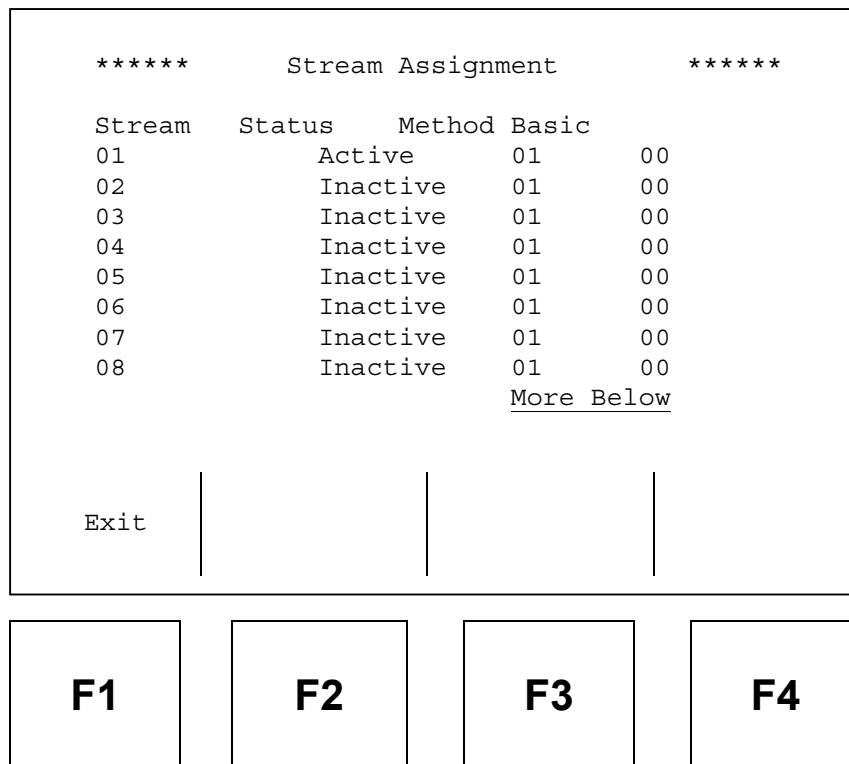 ****** Stream Assignment ******
Stream Status Method Basic
01 Active 01 00
02 Inactive 01 00
03 Inactive 01 00
04 Inactive 01 00
05 Inactive 01 00
06 Inactive 01 00
07 Inactive 01 00
08 Inactive 01 00
More Below
Exit
F1 F2 F3 F4